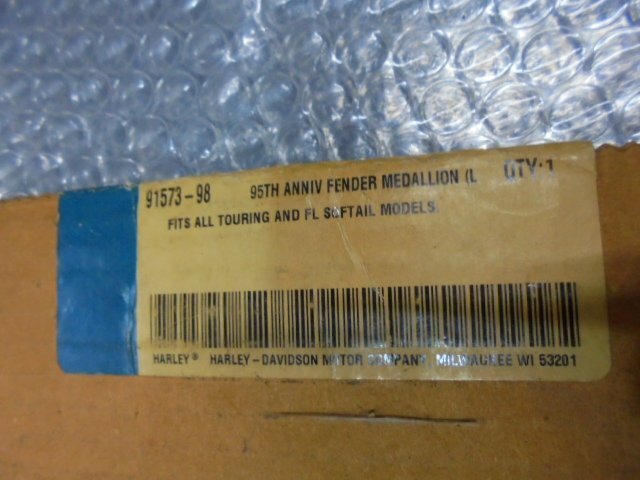 91573-98 95TH ANNIV FENDER MEDALLION (L QTY:1
FITS ALL TOURING AND FL SOFTAIL MODELS.
HARLEY® HARLEY-DAVIDSON MOTOR COMPANY MILWAUKEE WI 53201